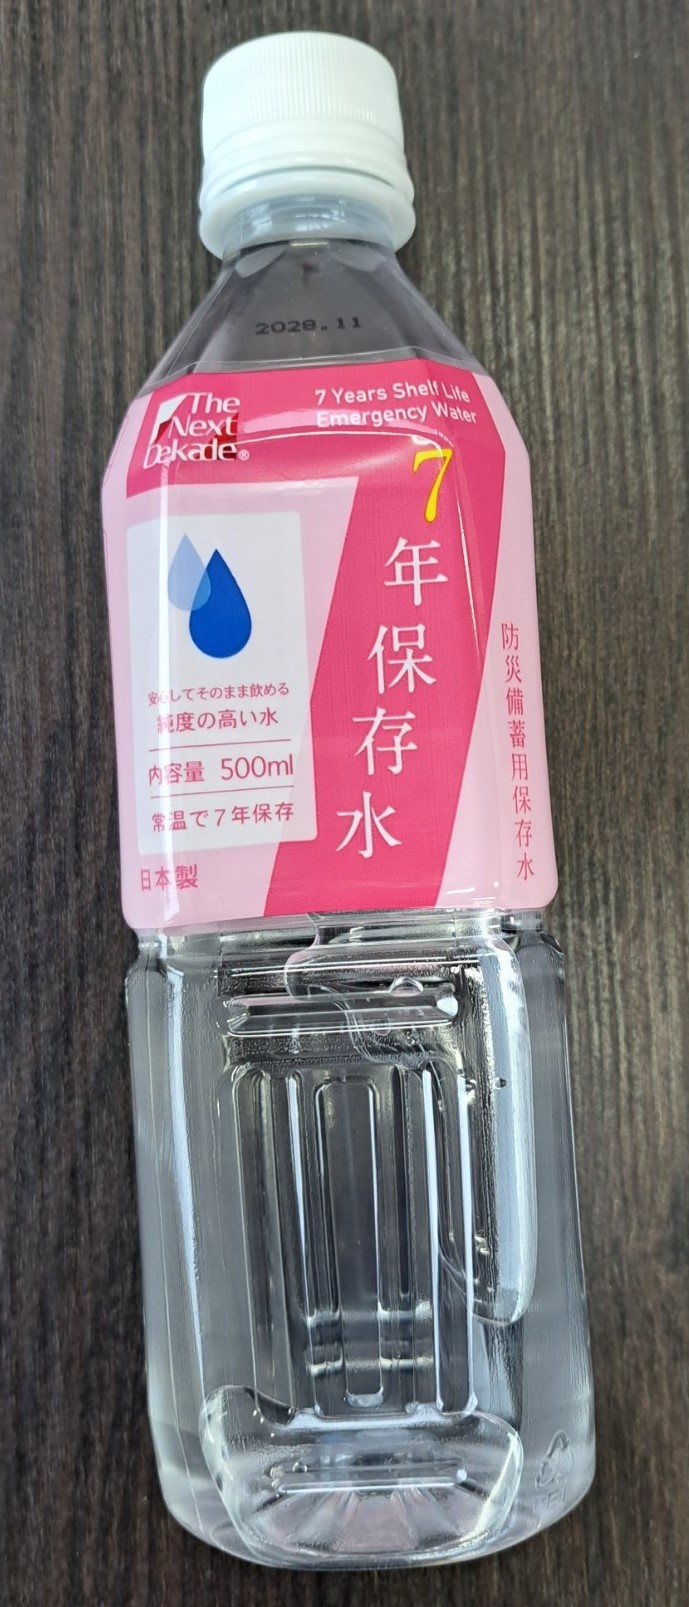 2028.11
The
Next
Dekade®
7 Years Shelf Life
Emergency Water
7年保存水
安心してそのまま飲める
純度の高い水
内容量 500ml
常温で7年保存
日本製
防災備蓄用保存水
PET